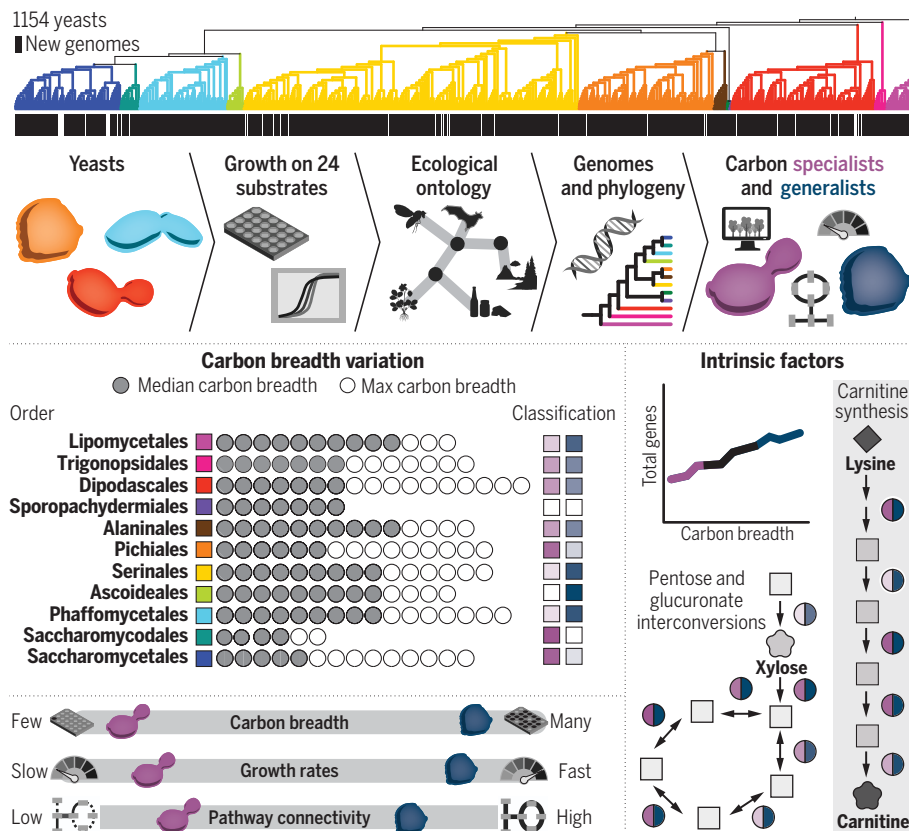 1154 yeasts
New genomes
Yeasts
Growth on 24
substrates
Ecological
ontology
Genomes
and phylogeny
Carbon specialists
and generalists
Carbon breadth variation
Median carbon breadth
Max carbon breadth
Order
Classification
Lipomycetales
Trigonopsidales
Dipodascales
Sporopachydermiales
Alaninales
Pichiales
Serinales
Ascoideales
Phaffomycetales
Saccharomycodales
Saccharomycetales
Few
Carbon breadth
Many
Slow
Growth rates
Fast
Low
Pathway connectivity
High
Intrinsic factors
Total genes
Carbon breadth
Pentose and
glucuronate
interconversions
Xylose
Carnitine
synthesis
Lysine
Carnitine